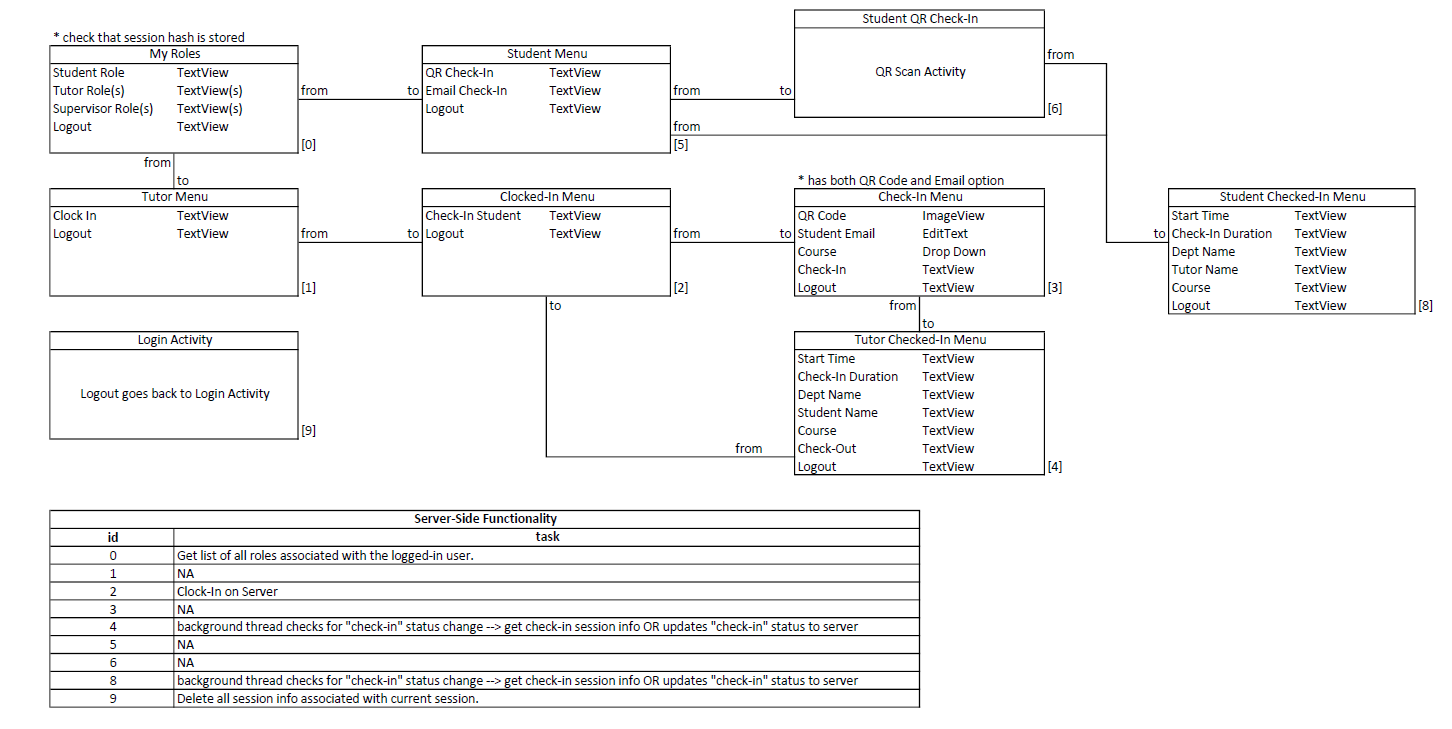 Student QR Check-In
QR Scan Activity
[6]
from
* check that session hash is stored
My Roles
Student Role TextView
Tutor Role(s) TextView(s)
Supervisor Role(s) TextView(s)
Logout TextView
[0]
from to
Student Menu
QR Check-In TextView
Email Check-In TextView
Logout TextView
[5]
from to
from
from
to
Tutor Menu
Clock In TextView
Logout TextView
[1]
from to
Clocked-In Menu
Check-In Student TextView
Logout TextView
[2]
from to
to
* has both QR Code and Email option
Check-In Menu
QR Code ImageView
Student Email EditText
Course Drop Down
Check-In TextView
Logout TextView
[3]
from
to
to
Student Checked-In Menu
Start Time TextView
Check-In Duration TextView
Dept Name TextView
Tutor Name TextView
Course TextView
Logout TextView
[8]
Login Activity
Logout goes back to Login Activity
[9]
Tutor Checked-In Menu
Start Time TextView
Check-In Duration TextView
Dept Name TextView
Student Name TextView
Course TextView
Check-Out TextView
Logout TextView
[4]
from
Server-Side Functionality
id task
0 Get list of all roles associated with the logged-in user.
1 NA
2 Clock-In on Server
3 NA
4 background thread checks for "check-in" status change --> get check-in session info OR updates "check-in" status to server
5 NA
6 NA
8 background thread checks for "check-in" status change --> get check-in session info OR updates "check-in" status to server
9 Delete all session info associated with current session.